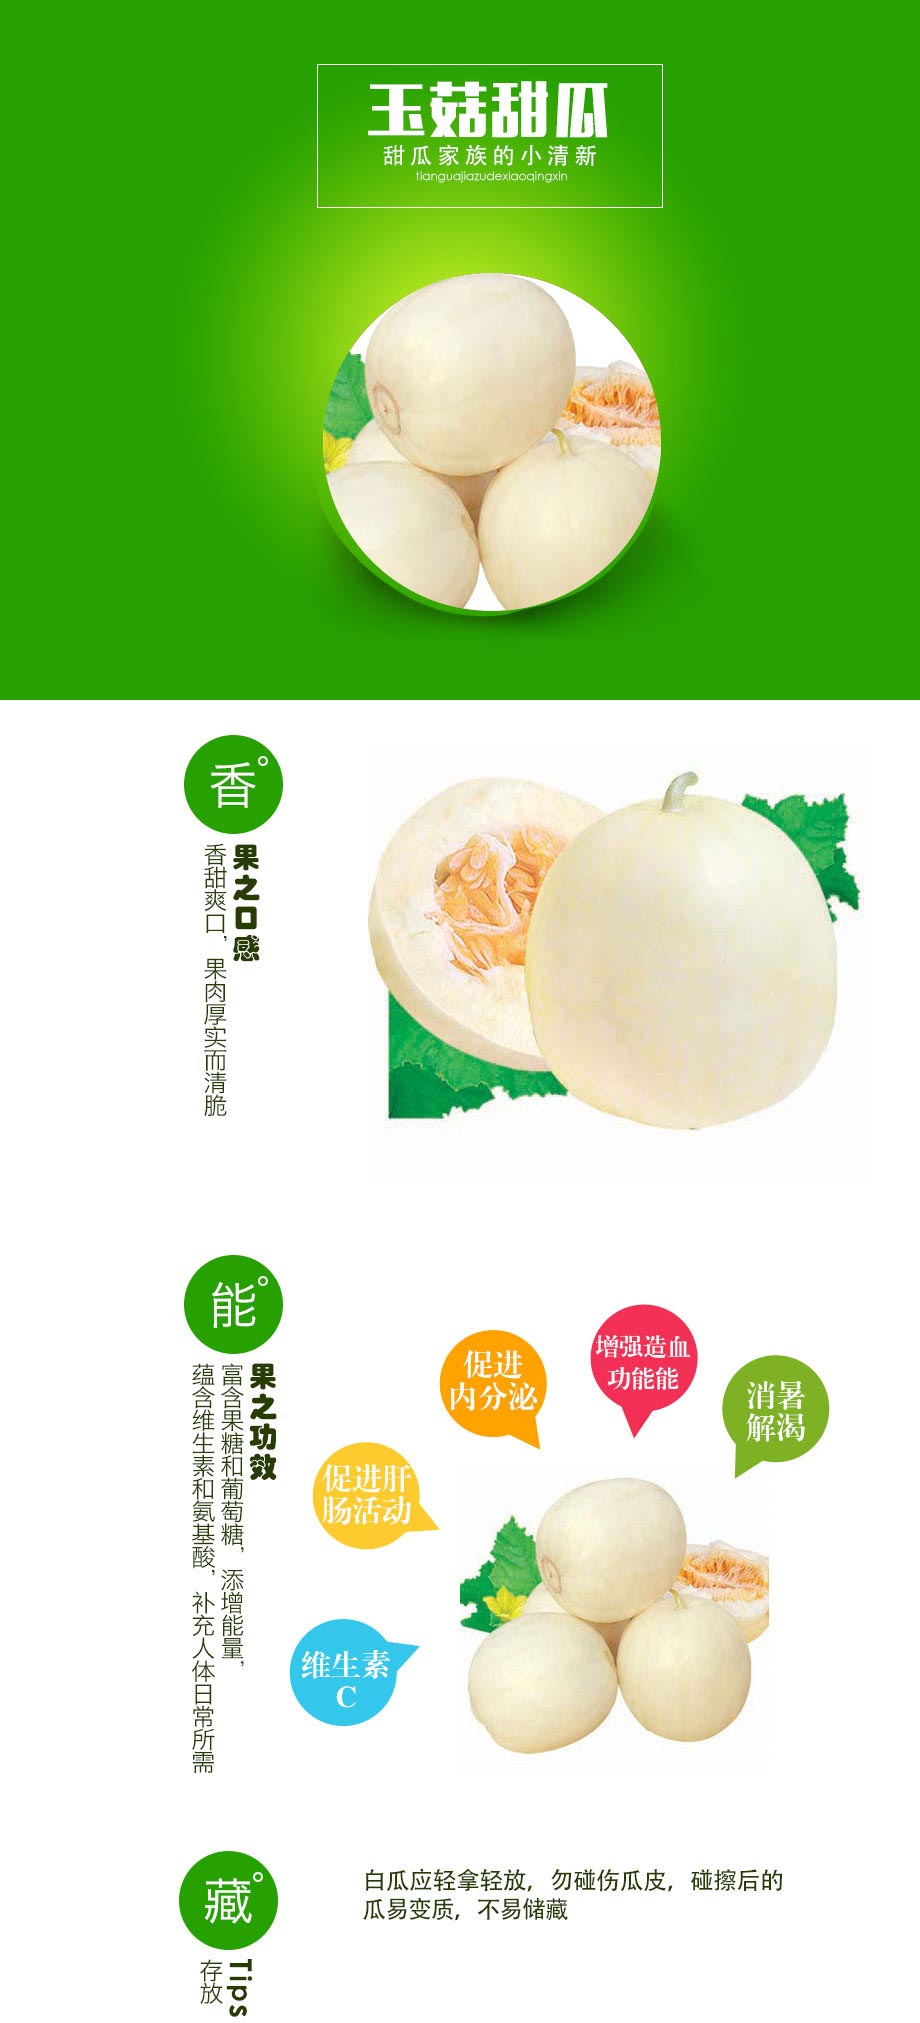 玉菇甜瓜
甜瓜家族的小清新
tianguajiazudexiaoqingxin
香
果之口感
香甜爽口，果肉厚实而清脆
能
果之功效
富含果糖和葡萄糖，添增能量，
蕴含维生素和氨基酸，补充人体日常所需
促进
内分泌
增强造血
功能能
消暑
解渴
促进肝
肠活动
维生素
C
藏
Tips
存放
白瓜应轻拿轻放，勿碰伤瓜皮，碰擦后的
瓜易变质，不易储藏